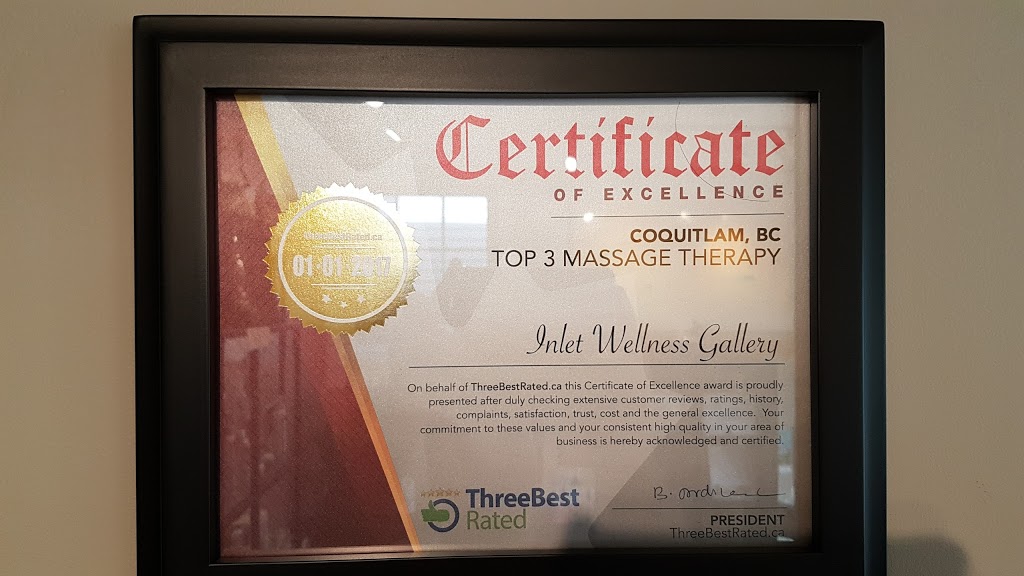 Certificate
OF EXCELLENCE
COQUITLAM, BC
TOP 3 MASSAGE THERAPY
ThreeBestRated.ca
01-01-2017
Inlet Wellness Gallery
On behalf of ThreeBestRated.ca this Certificate of Excellence award is proudly
presented after duly checking extensive customer reviews, ratings, history,
complaints, satisfaction, trust, cost and the general excellence. Your
commitment to these values and your consistent high quality in your area of
business is hereby acknowledged and certified.
ThreeBest
Rated
PRESIDENT
ThreeBestRated.ca